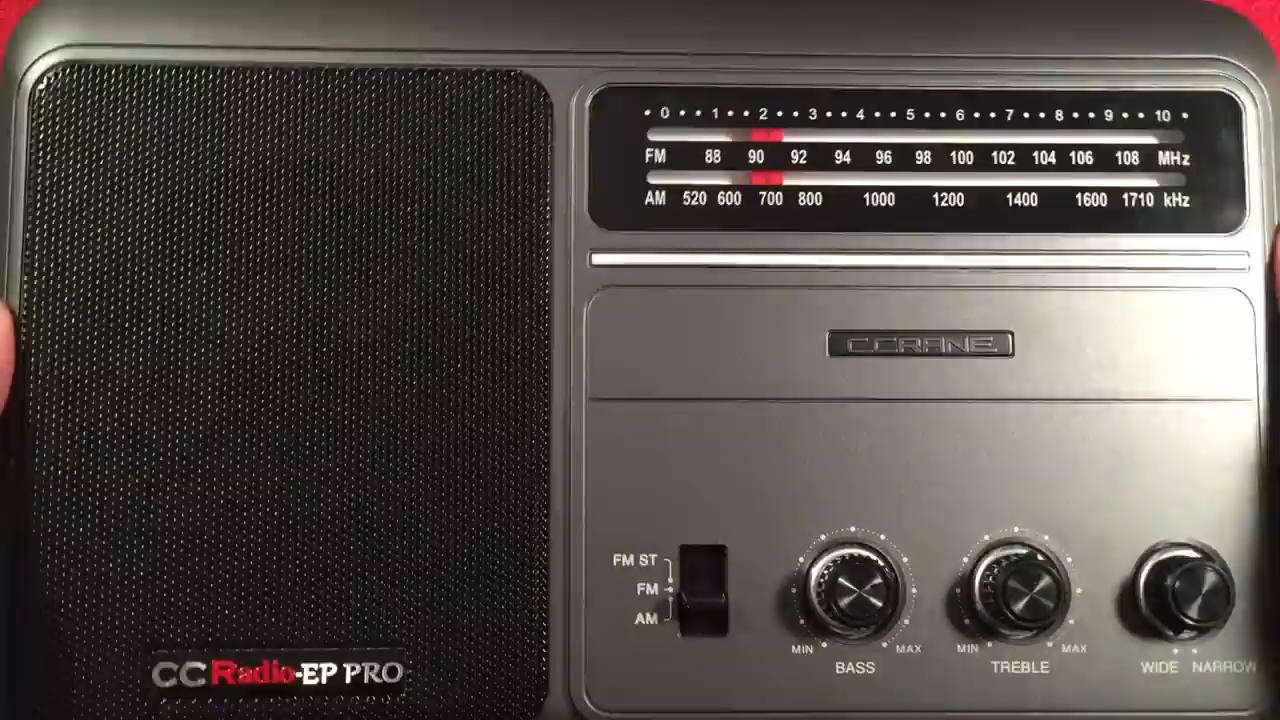 0 1 2 3 4 5 6 7 8 9 10
FM 88 90 92 94 96 98 100 102 104 106 108 MHz
AM 520 600 700 800 1000 1200 1400 1600 1710 kHz
CCRANE
FM ST
FM
AM
MIN MAX
BASS
MIN MAX
TREBLE
WIDE NARROW
CCRadio-EP PRO